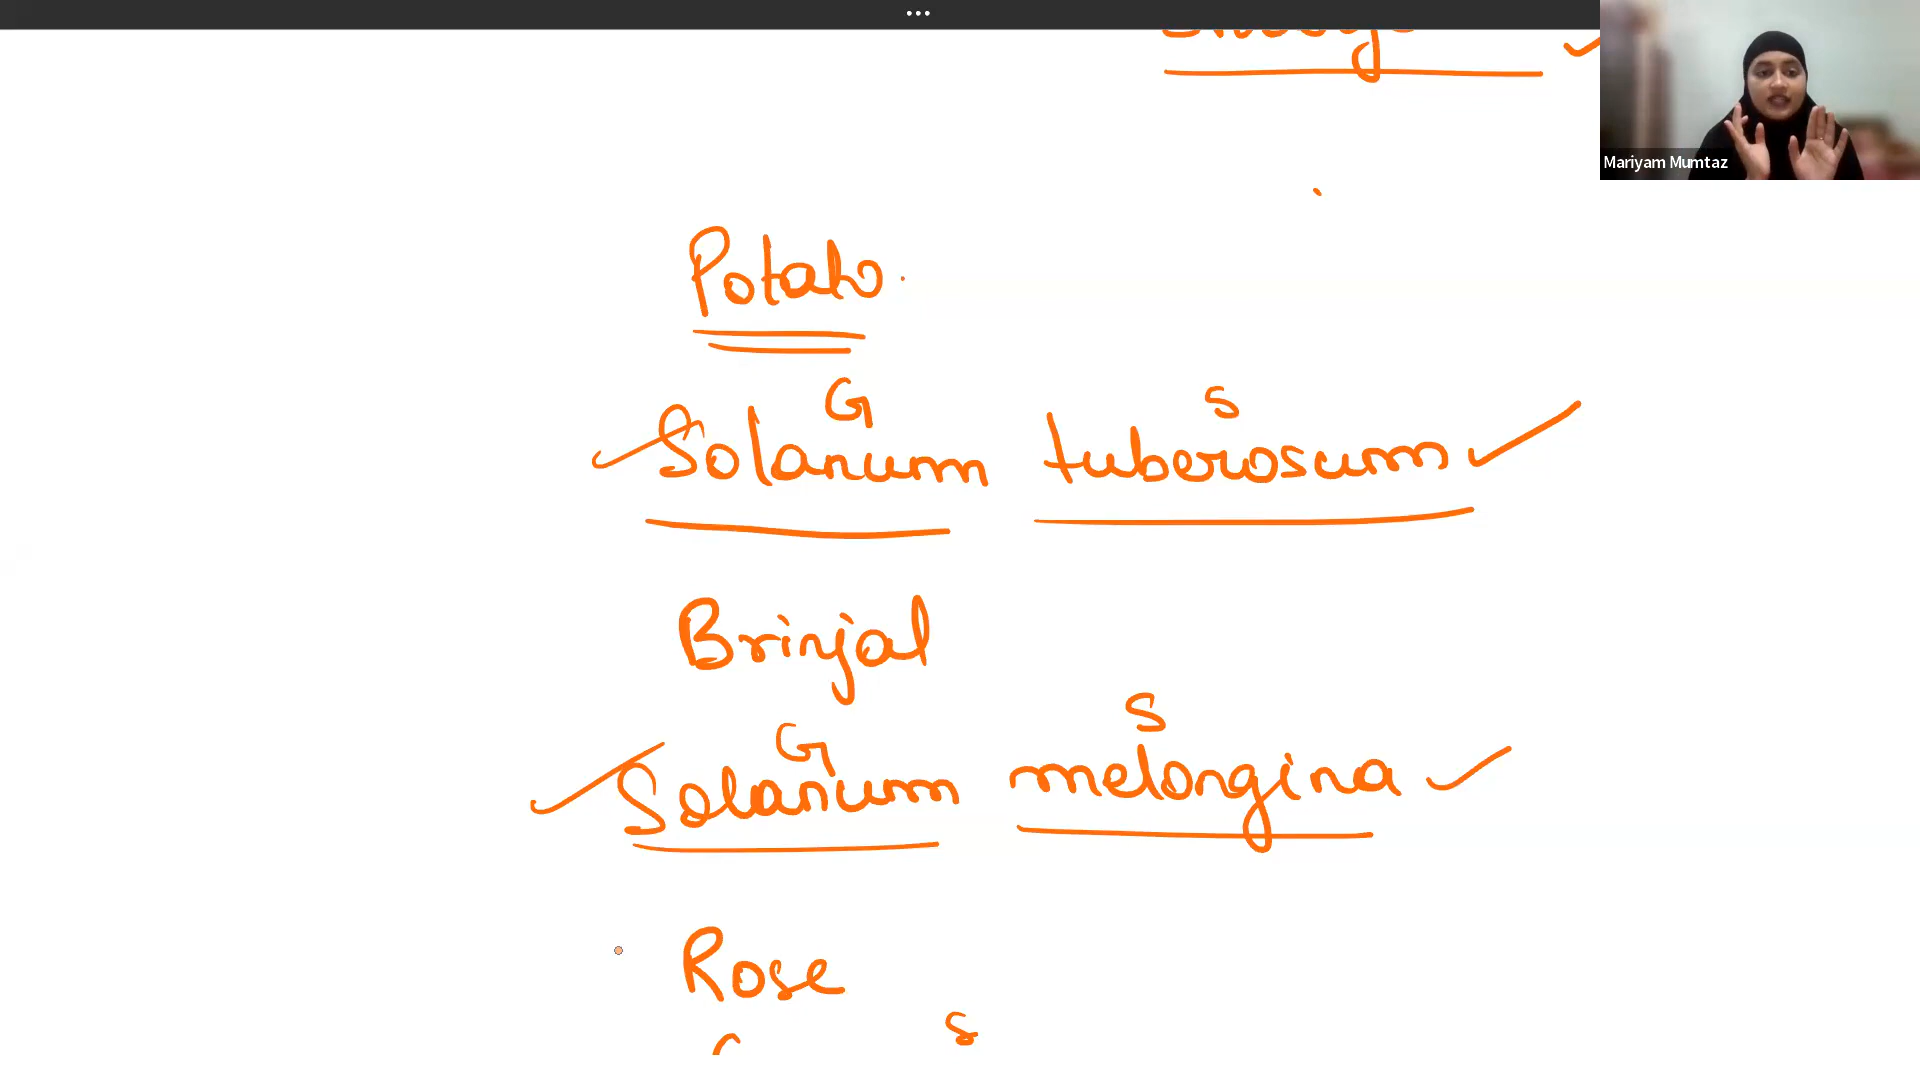 Mariyam Mumtaz
Potato
G S
Solanum tuberosum
Brinjal
G S
Solanum melongina
Rose
S